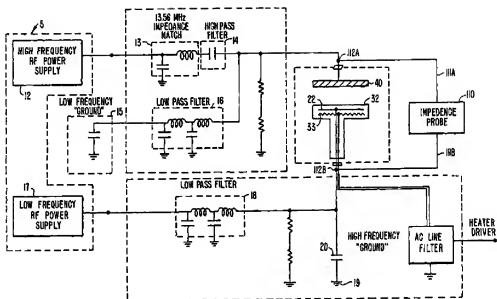 5
13.56 MHz
IMPEDANCE
MATCH
13
HIGH PASS
FILTER
14
HIGH FREQUENCY
RF POWER
SUPPLY
12
LOW FREQUENCY
"GROUND"
15
LOW PASS FILTER
16
112A
40
111A
22
32
33
IMPEDENCE
PROBE
110
111B
112B
17
LOW FREQUENCY
RF POWER
SUPPLY
LOW PASS FILTER
18
20
HIGH FREQUENCY
"GROUND"
19
AC LINE
FILTER
HEATER
DRIVER